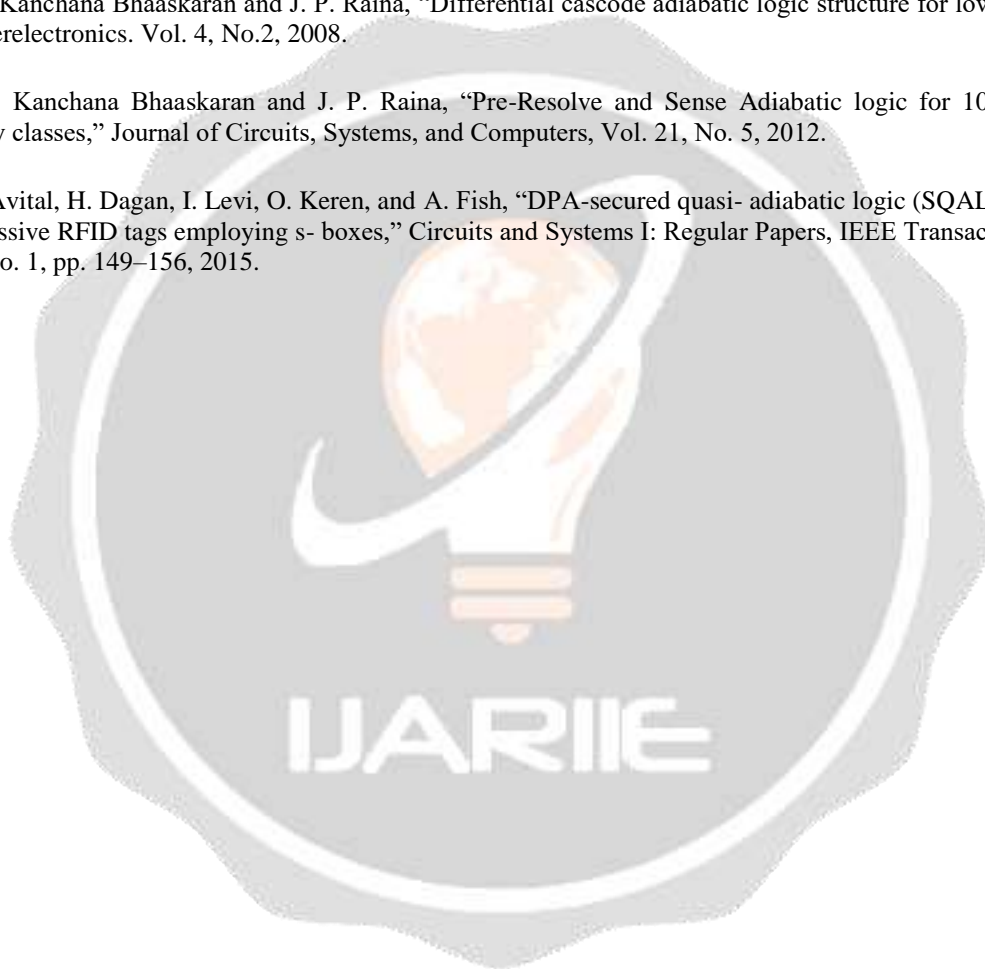 Kanchana Bhaaskaran and J. P. Raina, “Differential cascode adiabatic logic structure for low
erelectronics. Vol. 4, No.2, 2008.
Kanchana Bhaaskaran and J. P. Raina, “Pre-Resolve and Sense Adiabatic logic for 10
y classes,” Journal of Circuits, Systems, and Computers, Vol. 21, No. 5, 2012.
Avital, H. Dagan, I. Levi, O. Keren, and A. Fish, “DPA-secured quasi- adiabatic logic (SQAL
ssive RFID tags employing s- boxes,” Circuits and Systems I: Regular Papers, IEEE Transac
o. 1, pp. 149–156, 2015.
IJARIIE